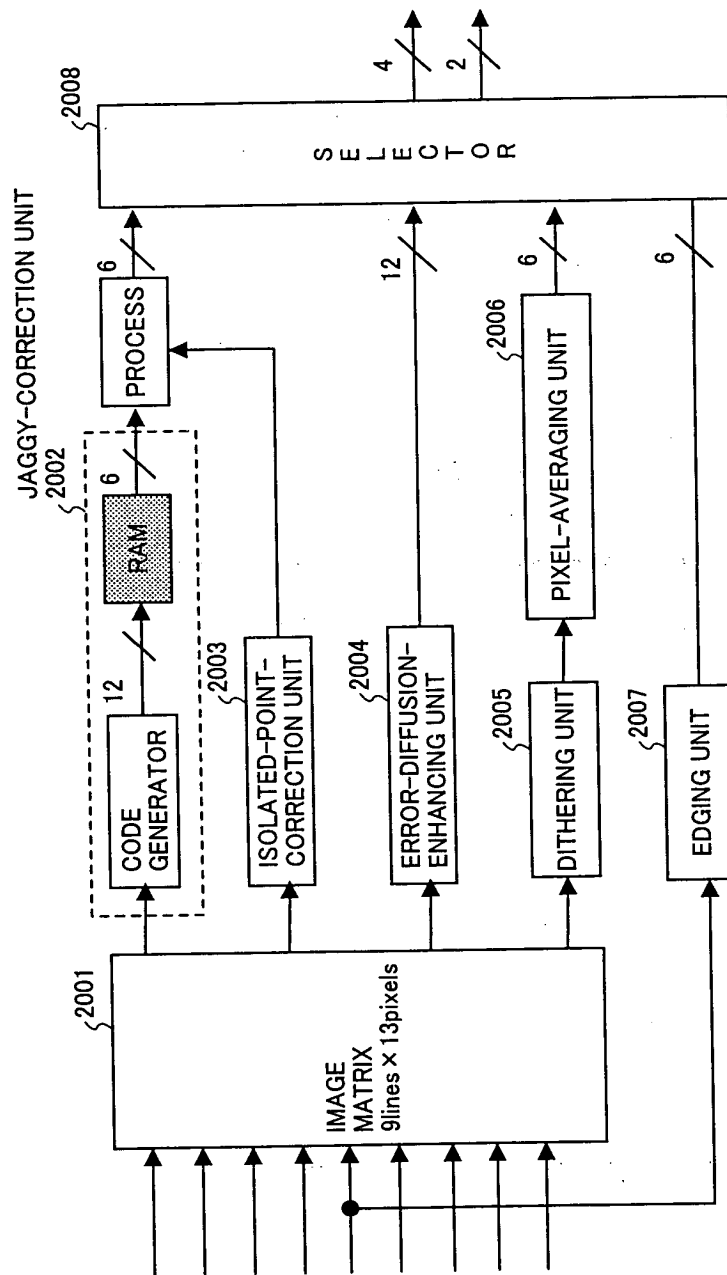 2001
IMAGE
MATRIX
9lines×13pixels
JAGGY-CORRECTION UNIT
2002
CODE
GENERATOR
12
RAM
6
PROCESS
6
2003
ISOLATED-POINT-
CORRECTION UNIT
2004
ERROR-DIFFUSION-
ENHANCING UNIT
12
2005
DITHERING UNIT
2006
PIXEL-AVERAGING UNIT
6
2007
EDGING UNIT
6
2008
SELECTOR
4
2